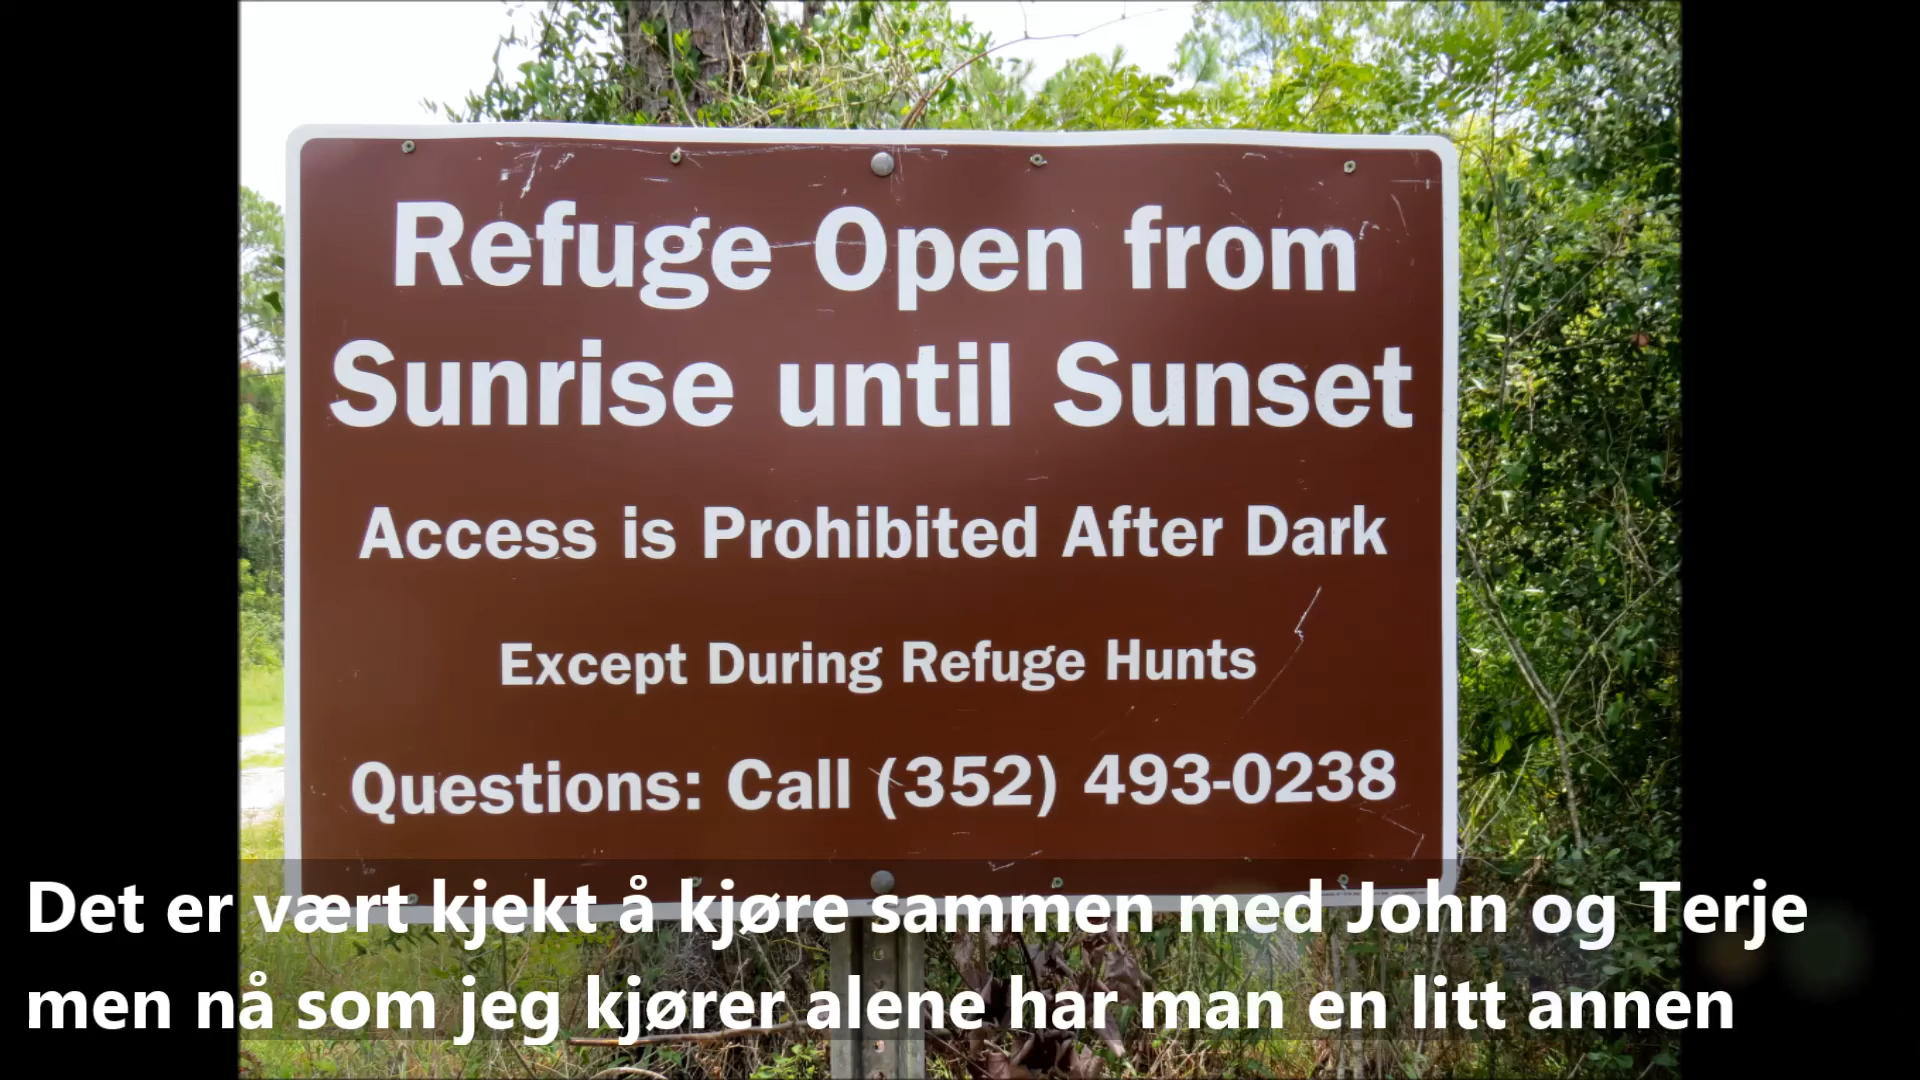 Refuge Open from
Sunrise until Sunset
Access is Prohibited After Dark
Except During Refuge Hunts
Questions: Call (352) 493-0238
Det er vært kjekt å kjøre sammen med John og Terje
men nå som jeg kjører alene har man en litt annen